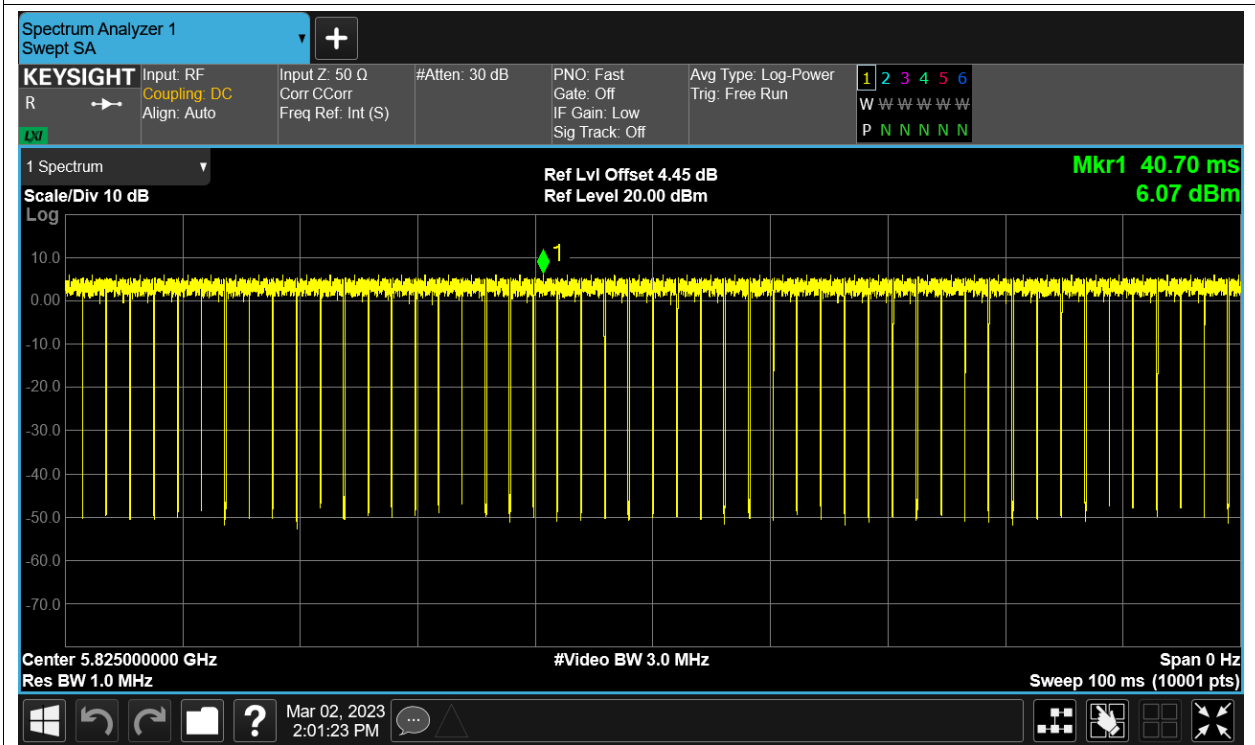 Spectrum Analyzer 1
Swept SA
KEYSIGHT
R
LXI
Input: RF
Coupling: DC
Align: Auto
Input Z: 50 Ω
Corr CCorr
Freq Ref: Int (S)
#Atten: 30 dB
PNO: Fast
Gate: Off
IF Gain: Low
Sig Track: Off
Avg Type: Log-Power
Trig: Free Run
1 2 3 4 5 6
W W W W W W
P N N N N N
1 Spectrum
Scale/Div 10 dB
Ref Lvl Offset 4.45 dB
Ref Level 20.00 dBm
Mkr1 40.70 ms
6.07 dBm
Log
1
10.0
0.00
-10.0
-20.0
-30.0
-40.0
-50.0
-60.0
-70.0
Center 5.825000000 GHz
Res BW 1.0 MHz
#Video BW 3.0 MHz
Span 0 Hz
Sweep 100 ms (10001 pts)
Mar 02, 2023
2:01:23 PM